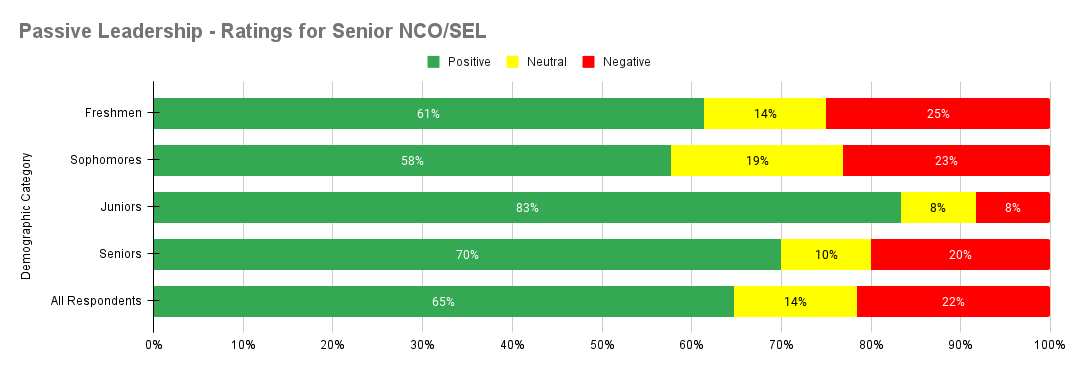 Passive Leadership - Ratings for Senior NCO/SEL
Positive Neutral Negative
Demographic Category
Freshmen 61% 14% 25%
Sophomores 58% 19% 23%
Juniors 83% 8% 8%
Seniors 70% 10% 20%
All Respondents 65% 14% 22%
0% 10% 20% 30% 40% 50% 60% 70% 80% 90% 100%